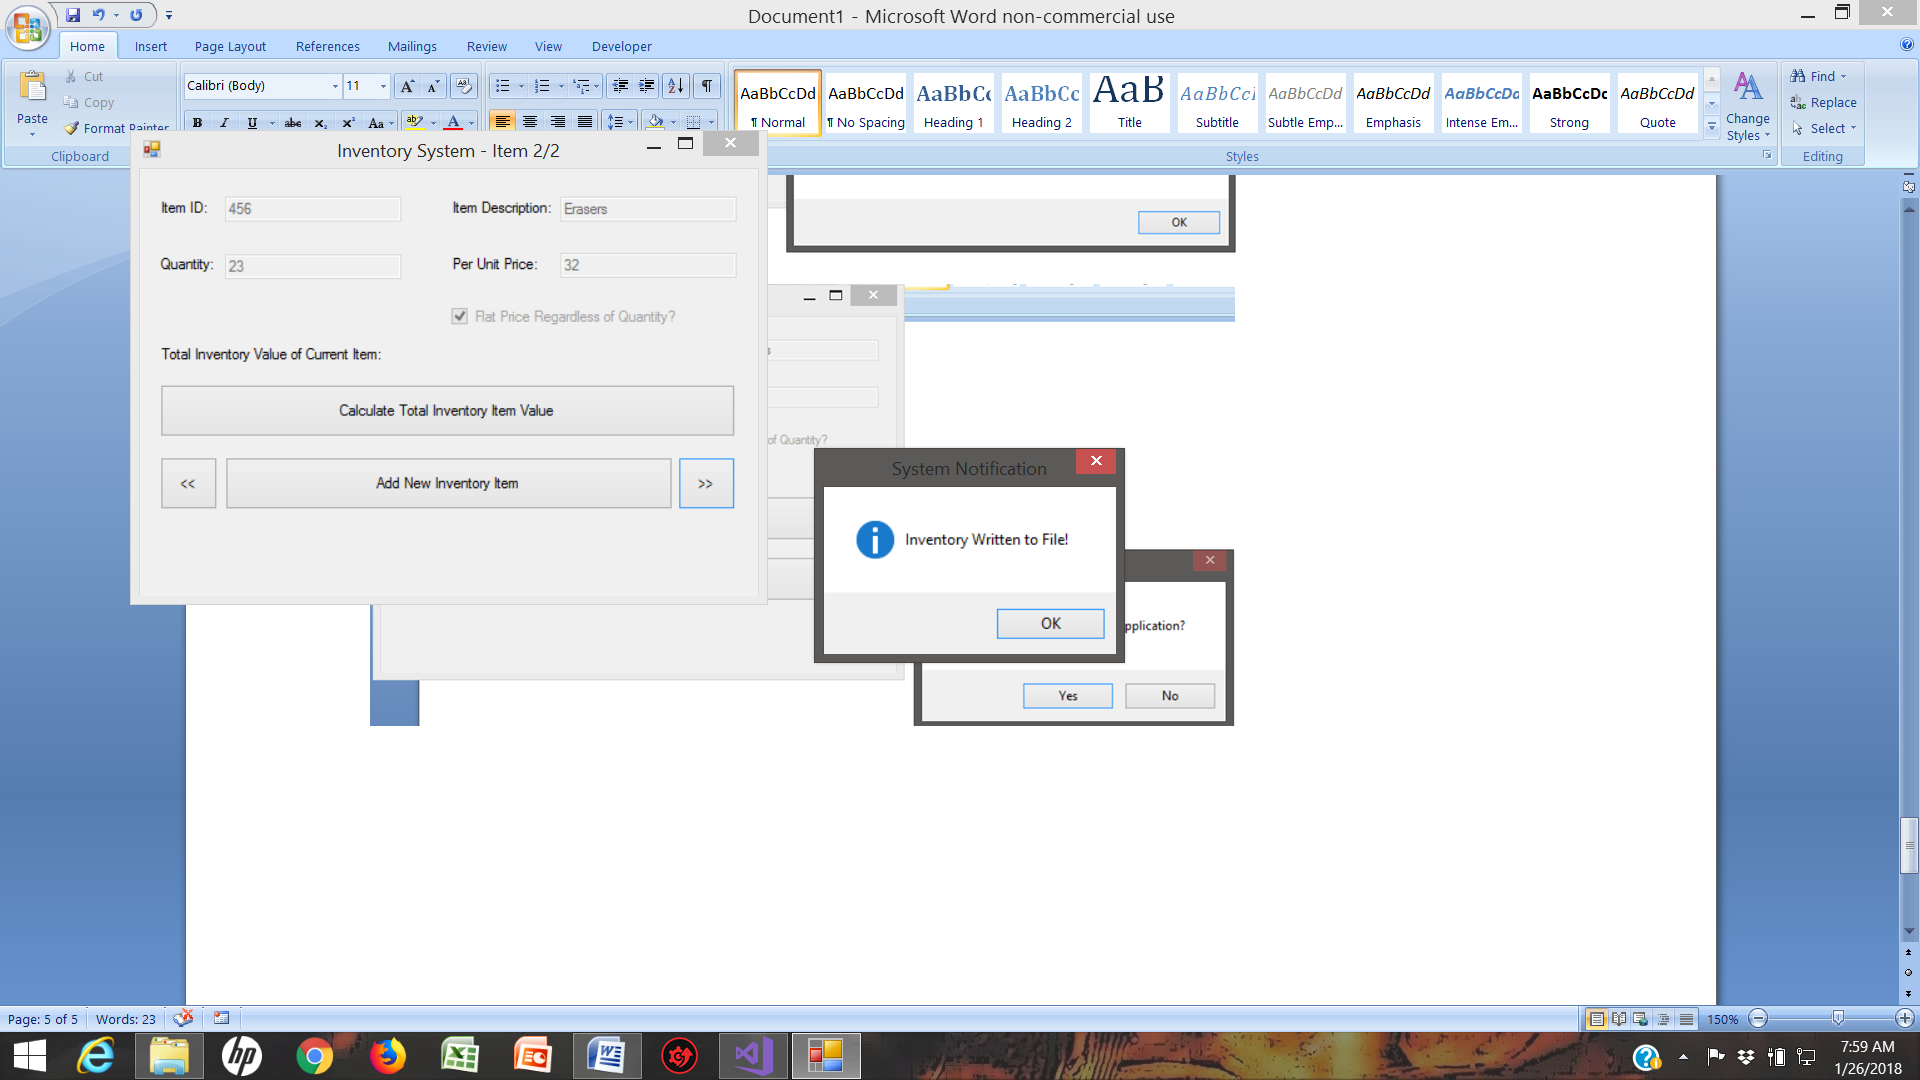 Document1 - Microsoft Word non-commercial use
Home Insert Page Layout References Mailings Review View Developer
Paste
Cut
Copy
Format Painter
Clipboard
Calibri (Body) 11
B I U abc x₂ x² Aa
AaBbCcDd AaBbCcDd AaBbCc AaBbCc AaB AaBbCcI AaBbCcDd AaBbCcDd AaBbCcDd AaBbCcDc AaBbCcDd
¶ Normal ¶ No Spacing Heading 1 Heading 2 Title Subtitle Subtle Emp... Emphasis Intense Em... Strong Quote
Change
Styles
Styles
Find
Replace
Select
Editing
Inventory System - Item 2/2
Item ID: 456 Item Description: Erasers
Quantity: 23 Per Unit Price: 32
Flat Price Regardless of Quantity?
Total Inventory Value of Current Item:
Calculate Total Inventory Item Value
<< Add New Inventory Item >>
OK
of Quantity?
System Notification
Inventory Written to File!
OK
pplication?
Yes No
Page: 5 of 5 Words: 23
150%
7:59 AM
1/26/2018